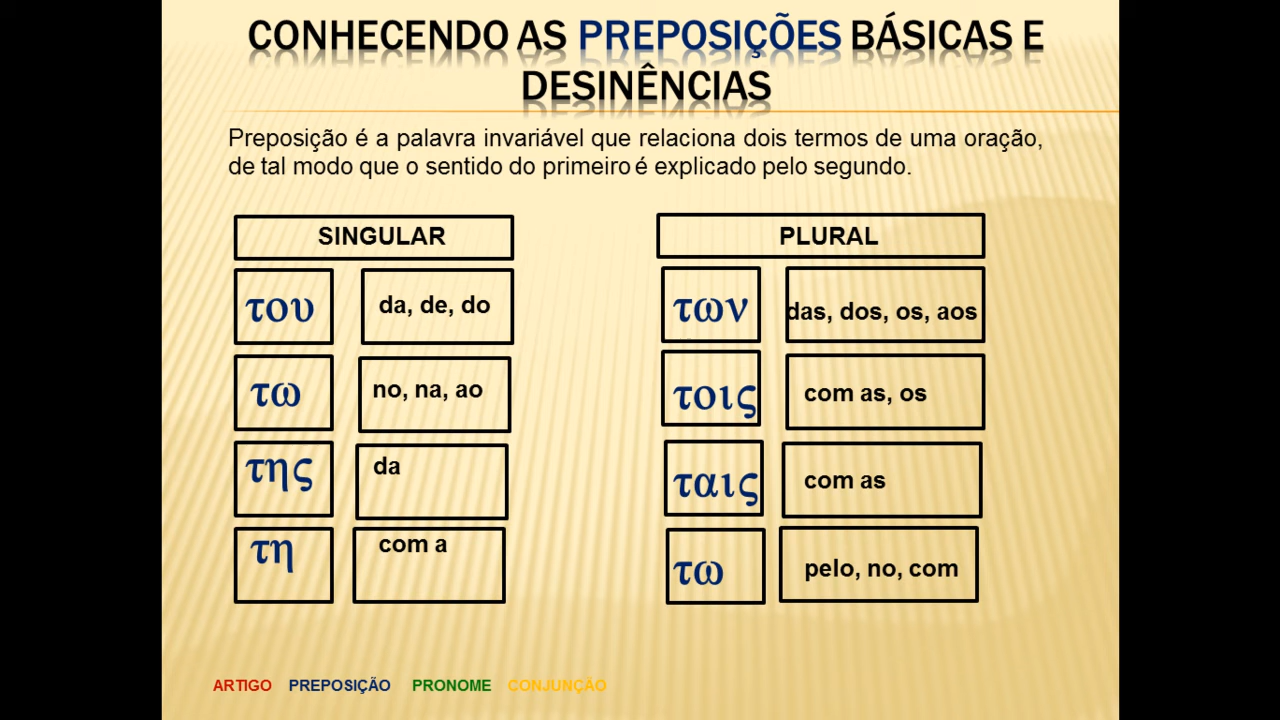 CONHECENDO AS PREPOSIÇÕES BÁSICAS E
DESINÊNCIAS
Preposição é a palavra invariável que relaciona dois termos de uma oração,
de tal modo que o sentido do primeiro é explicado pelo segundo.
SINGULAR
του da, de, do
τω no, na, ao
της da
τη com a
PLURAL
των das, dos, os, aos
τοις com as, os
ταις com as
τω pelo, no, com
ARTIGO PREPOSIÇÃO PRONOME CONJUNÇÃO